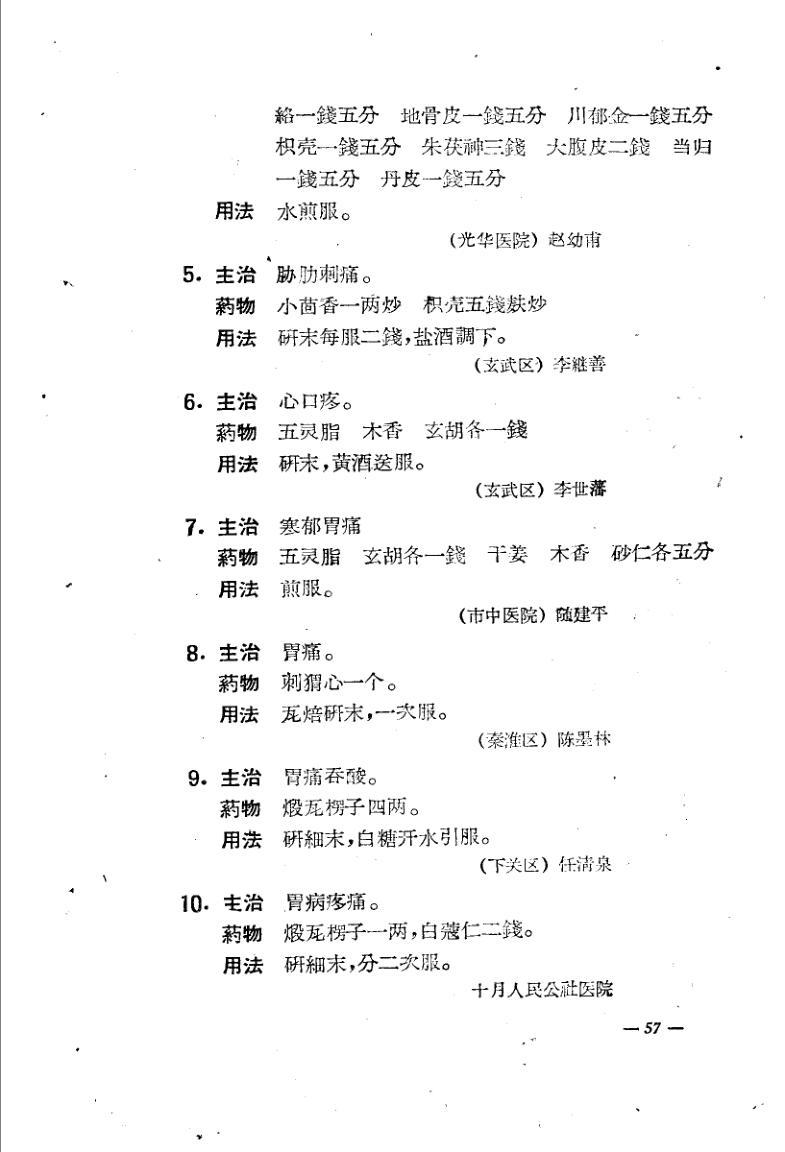 絡一錢五分 地骨皮一錢五分 川郁金一錢五分
枳壳一錢五分 朱茯神三錢 大腹皮二錢 当归
一錢五分 丹皮一錢五分
用法 水煎服。
(光华医院) 赵幼甫
5. 主治 胁肋刺痛。
葯物 小茴香一两炒 枳壳五錢麸炒
用法 研末每服二錢,盐酒調下。
(玄武区) 李继善
6. 主治 心口疼。
葯物 五灵脂 木香 玄胡各一錢
用法 研末,黄酒送服。
(玄武区) 李世藩
7. 主治 寒郁胃痛
葯物 五灵脂 玄胡各一錢 干姜 木香 砂仁各五分
用法 煎服。
(市中医院) 随建平
8. 主治 胃痛。
葯物 刺猬心一个。
用法 瓦焙研末,一次服。
(秦淮区) 陈墨林
9. 主治 胃痛吞酸。
葯物 煅瓦楞子四两。
用法 研細末,白糖开水引服。
(下关区) 任清泉
10. 主治 胃病疼痛。
葯物 煅瓦楞子一两,白蔻仁二錢。
用法 研細末,分二次服。
十月人民公社医院
— 57 —